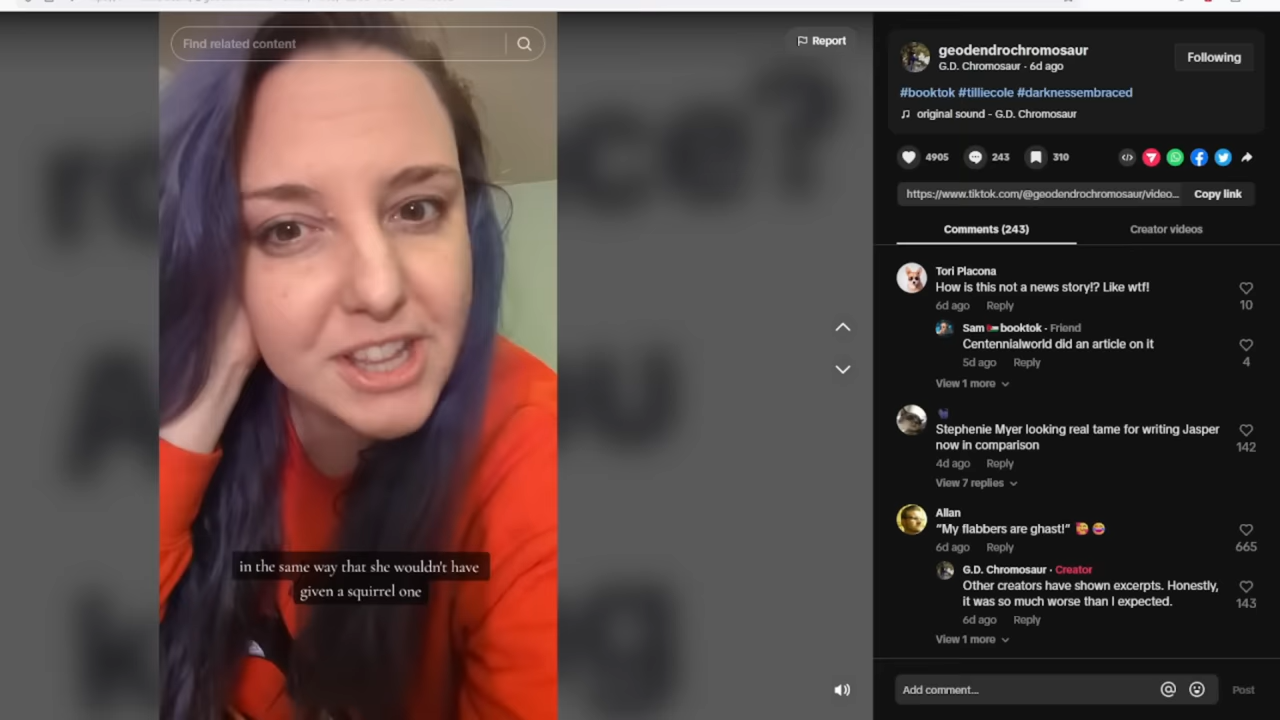 Find related content
Report
in the same way that she wouldn't have
given a squirrel one
geodendrochromosaur
G.D. Chromosaur · 6d ago
Following
#booktok #tilliecole #darknessembraced
original sound - G.D. Chromosaur
4905
243
310
https://www.tiktok.com/@geodendrochromosaur/video...
Copy link
Comments (243)
Creator videos
Tori Placona
How is this not a news story!? Like wtf!
6d ago
Reply
10
Sam 🇵🇸booktok · Friend
Centennialworld did an article on it
5d ago
Reply
4
View 1 more
🐈‍⬛
Stephenie Myer looking real tame for writing Jasper
now in comparison
142
4d ago
Reply
View 7 replies
Allan
"My flabbers are ghast!" 🥰😂
6d ago
Reply
665
G.D. Chromosaur · Creator
Other creators have shown excerpts. Honestly,
it was so much worse than I expected.
143
6d ago
Reply
View 1 more
Add comment...
Post